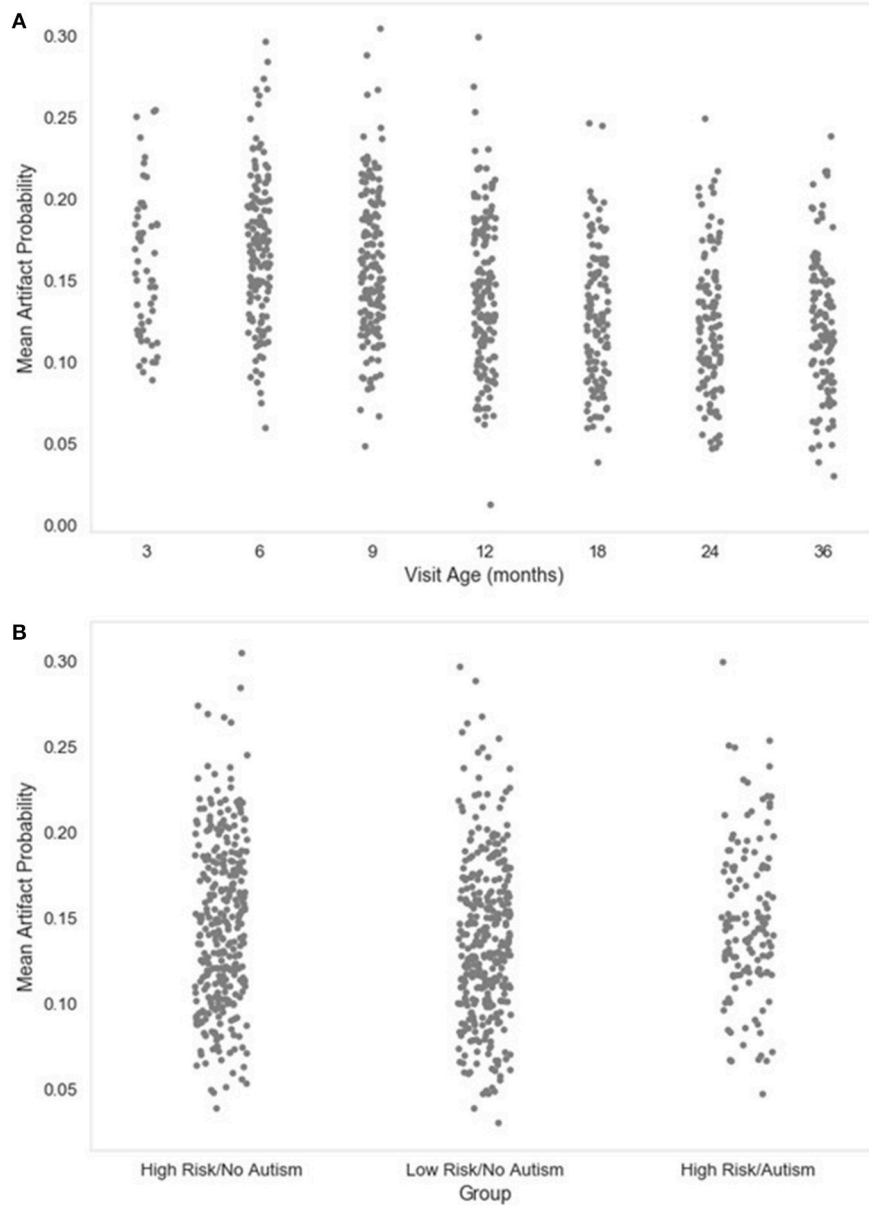 A
0.30
0.25
0.20
0.15
0.10
0.05
0.00
Mean Artifact Probability
3 6 9 12 18 24 36
Visit Age (months)
B
0.30
0.25
0.20
0.15
0.10
0.05
Mean Artifact Probability
High Risk/No Autism Low Risk/No Autism High Risk/Autism
Group